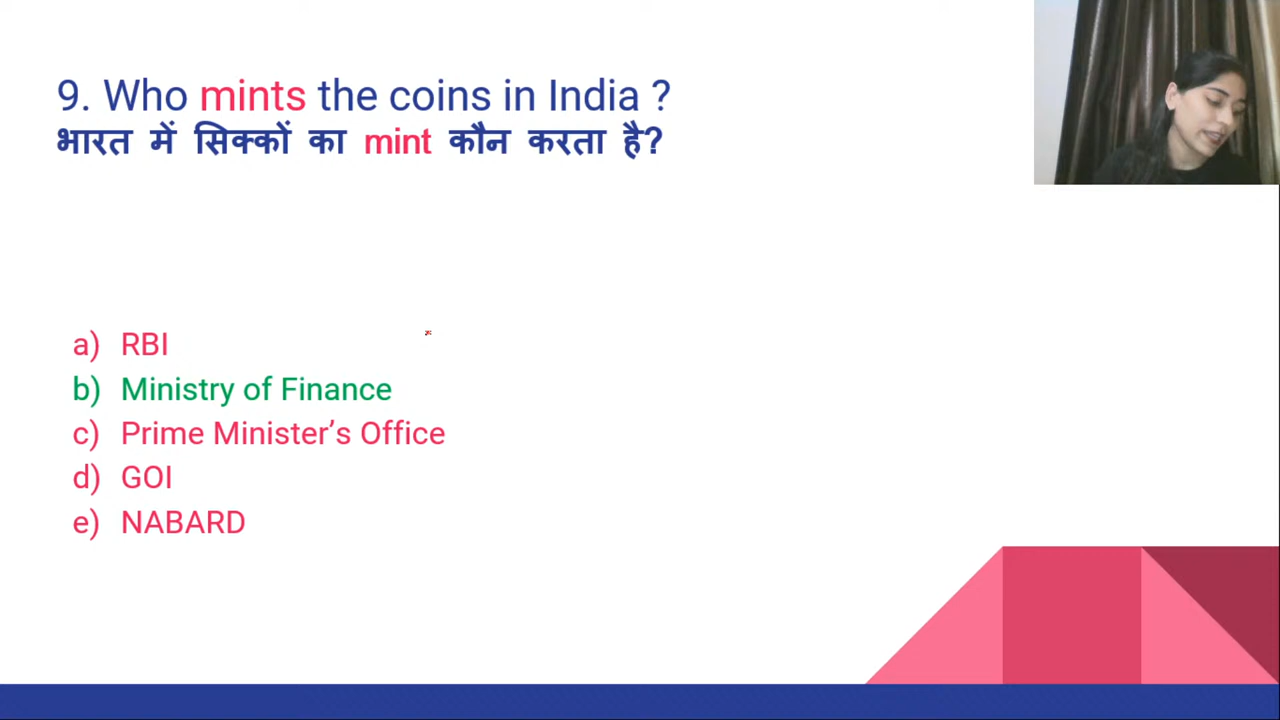 9. Who mints the coins in India ?
भारत में सिक्कों का mint कौन करता है?
a) RBI
b) Ministry of Finance
c) Prime Minister’s Office
d) GOI
e) NABARD